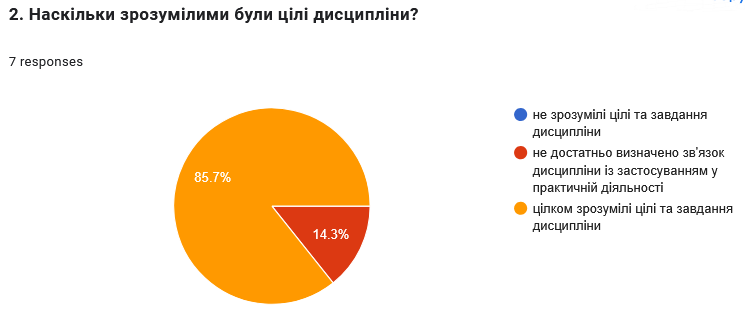 2. Наскільки зрозумілими були цілі дисципліни?
7 responses
85.7%
14.3%
не зрозумілі цілі та завдання
дисципліни
не достатньо визначено зв'язок
дисципліни із застосуванням у
практичній діяльності
цілком зрозумілі цілі та завдання
дисципліни